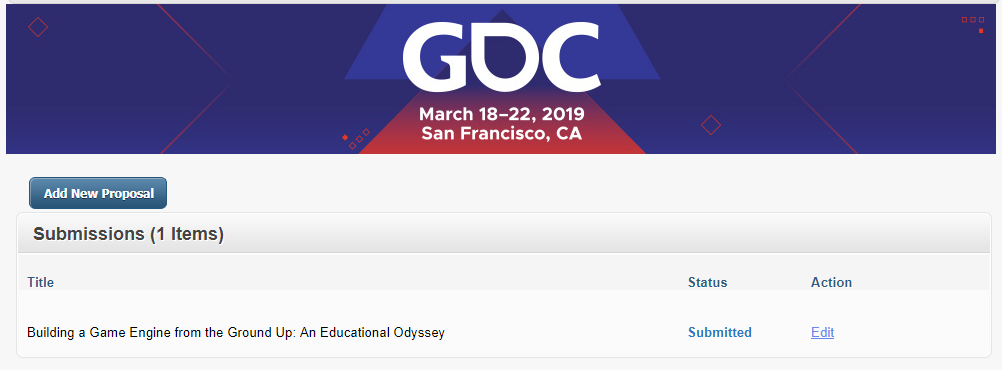 GDC
March 18–22, 2019
San Francisco, CA
Add New Proposal
Submissions (1 Items)
Title Status Action
Building a Game Engine from the Ground Up: An Educational Odyssey Submitted Edit